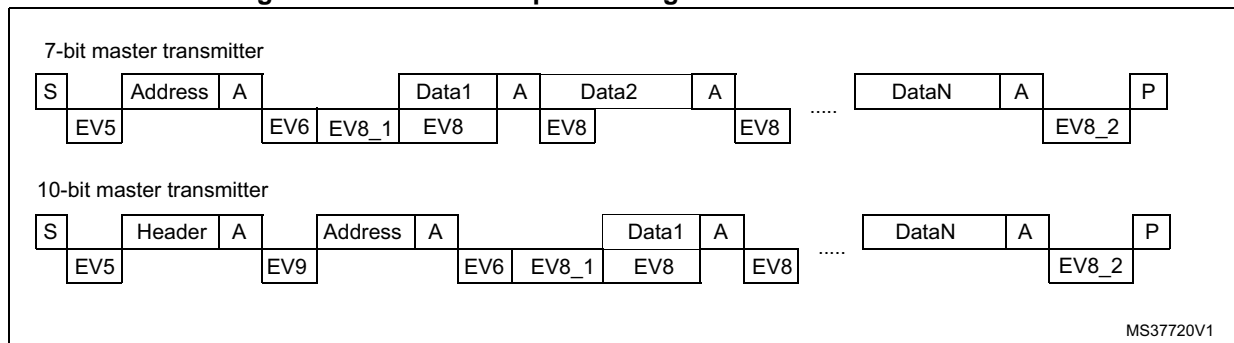 7-bit master transmitter
S Address A Data1 A Data2 A ..... DataN A P
EV5 EV6 EV8_1 EV8 EV8 EV8 EV8_2
10-bit master transmitter
S Header A Address A Data1 A ..... DataN A P
EV5 EV9 EV6 EV8_1 EV8 EV8 EV8_2
MS37720V1